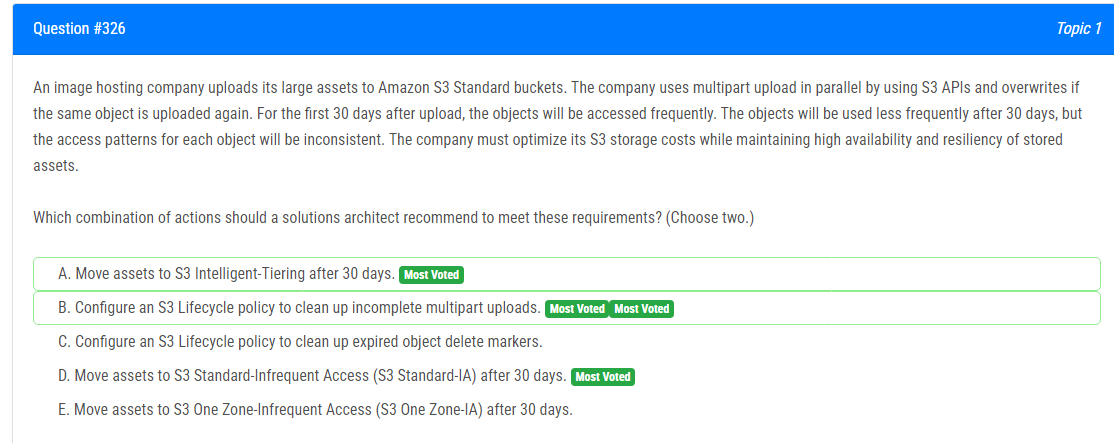 Question #326
Topic 1
An image hosting company uploads its large assets to Amazon S3 Standard buckets. The company uses multipart upload in parallel by using S3 APIs and overwrites if
the same object is uploaded again. For the first 30 days after upload, the objects will be accessed frequently. The objects will be used less frequently after 30 days, but
the access patterns for each object will be inconsistent. The company must optimize its S3 storage costs while maintaining high availability and resiliency of stored
assets.
Which combination of actions should a solutions architect recommend to meet these requirements? (Choose two.)
A. Move assets to S3 Intelligent-Tiering after 30 days. Most Voted
B. Configure an S3 Lifecycle policy to clean up incomplete multipart uploads. Most Voted Most Voted
C. Configure an S3 Lifecycle policy to clean up expired object delete markers.
D. Move assets to S3 Standard-Infrequent Access (S3 Standard-IA) after 30 days. Most Voted
E. Move assets to S3 One Zone-Infrequent Access (S3 One Zone-IA) after 30 days.